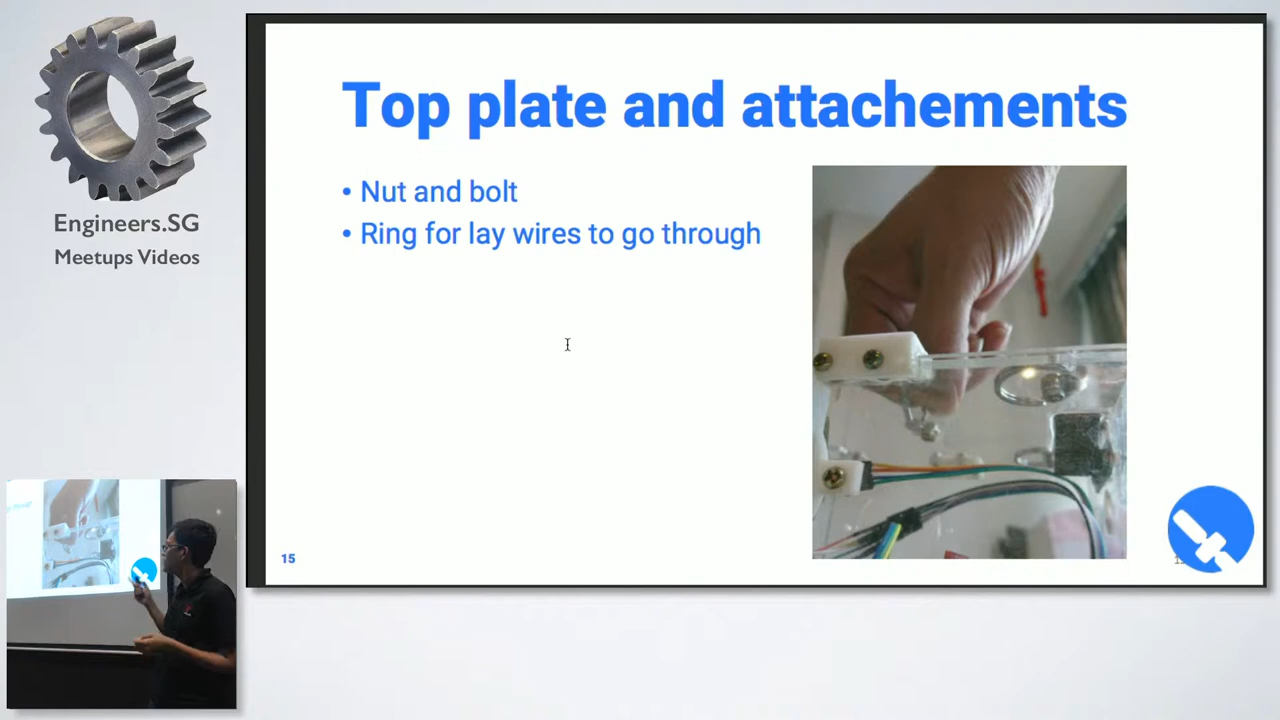 Engineers.SG
Meetups Videos
Top plate and attachements
• Nut and bolt
• Ring for lay wires to go through
15